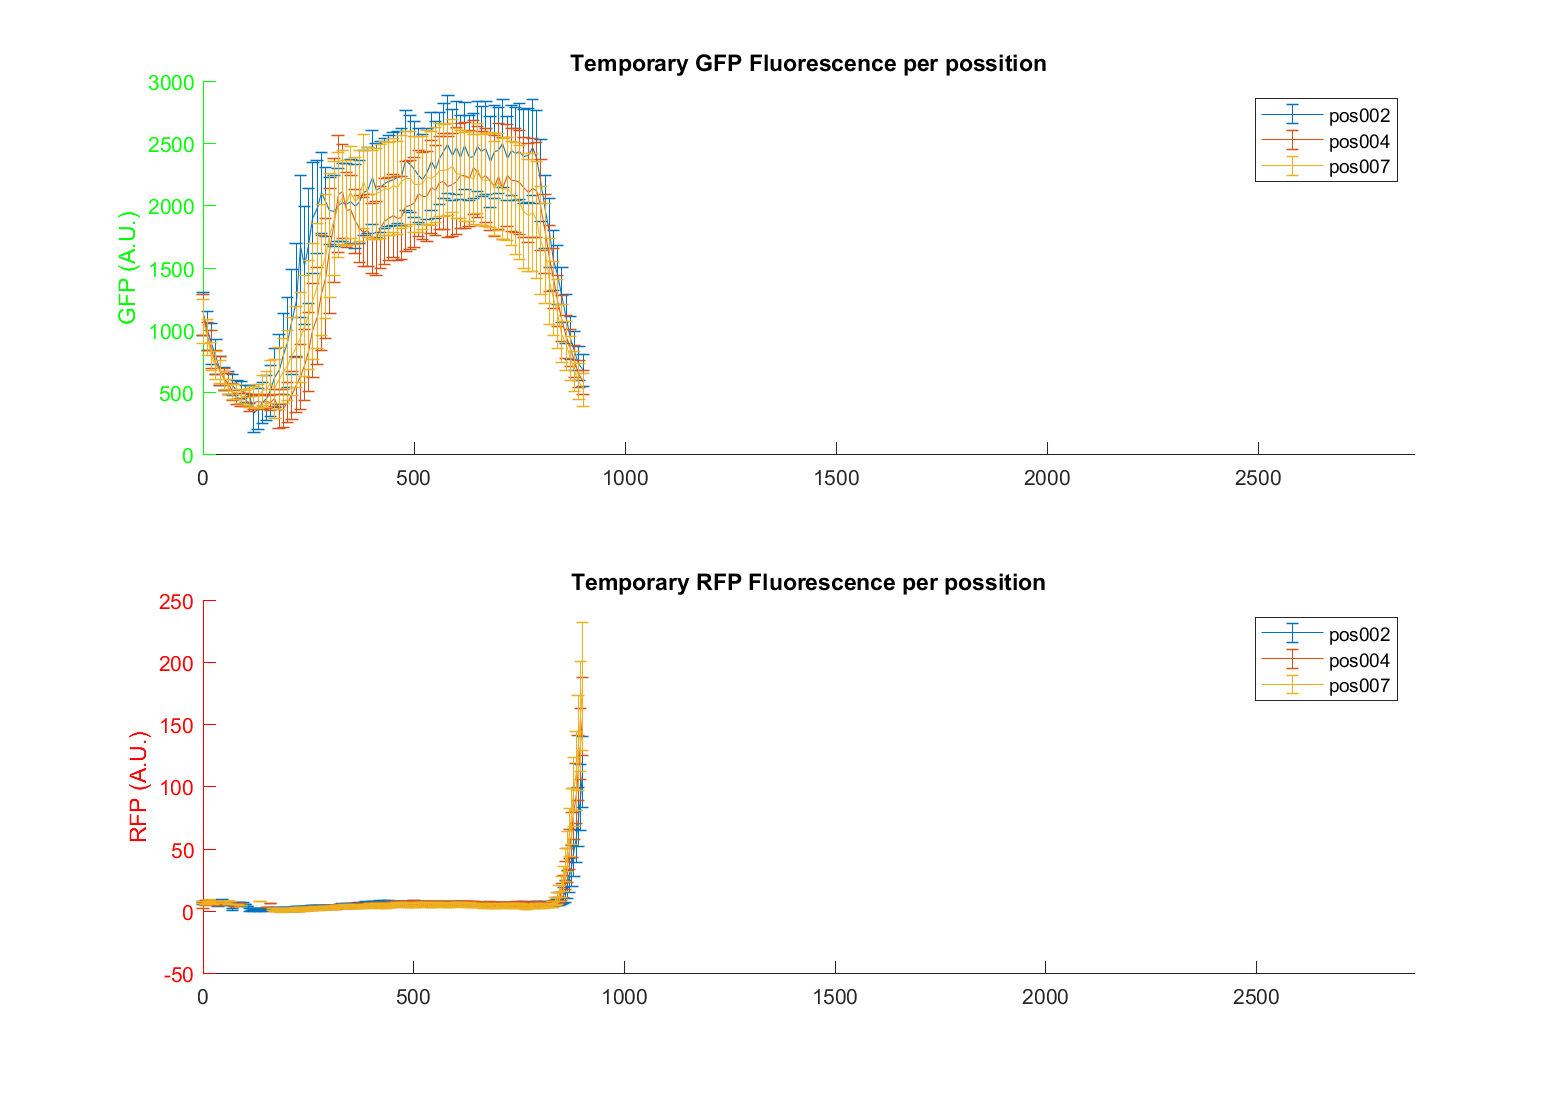 Temporary GFP Fluorescence per possition
3000
2500
2000
1500
1000
500
0
GFP (A.U.)
0 500 1000 1500 2000 2500
pos002
pos004
pos007
Temporary RFP Fluorescence per possition
250
200
150
100
50
0
-50
RFP (A.U.)
0 500 1000 1500 2000 2500
pos002
pos004
pos007